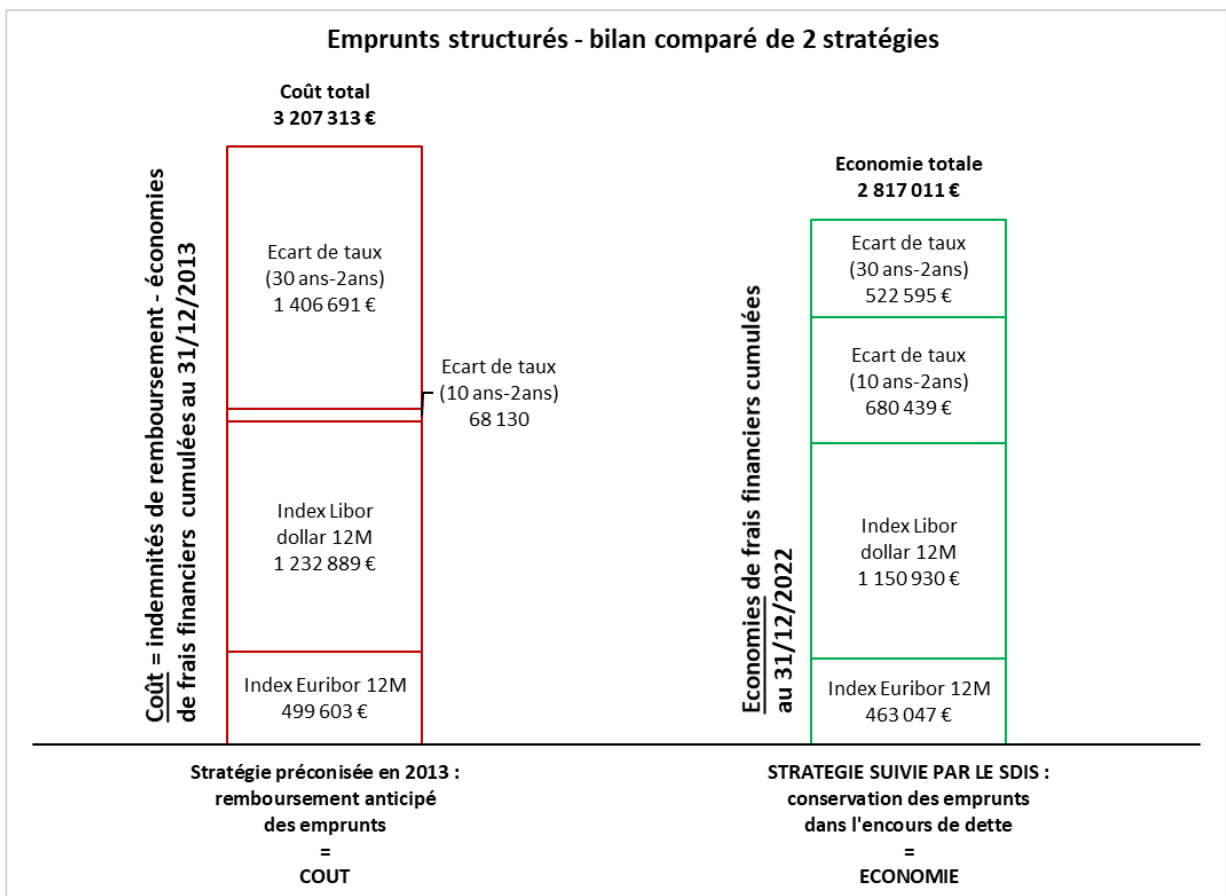 Emprunts structurés - bilan comparé de 2 stratégies
Coût total
3 207 313 €
Coût = indemnités de remboursement - économies
de frais financiers cumulées au 31/12/2013
Ecart de taux
(30 ans-2ans)
1 406 691 €
Ecart de taux
(10 ans-2ans)
68 130
Index Libor
dollar 12M
1 232 889 €
Index Euribor 12M
499 603 €
Stratégie préconisée en 2013 :
remboursement anticipé
des emprunts
=
COUT
Economie totale
2 817 011 €
Economies de frais financiers cumulées
au 31/12/2022
Ecart de taux
(30 ans-2ans)
522 595 €
Ecart de taux
(10 ans-2ans)
680 439 €
Index Libor
dollar 12M
1 150 930 €
Index Euribor 12M
463 047 €
STRATEGIE SUIVIE PAR LE SDIS :
conservation des emprunts
dans l'encours de dette
=
ECONOMIE